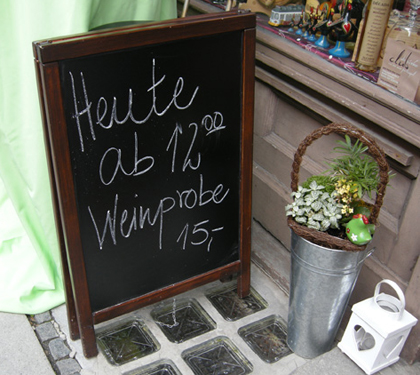 Heute
ab 12⁰⁰
Weinprobe
15,-